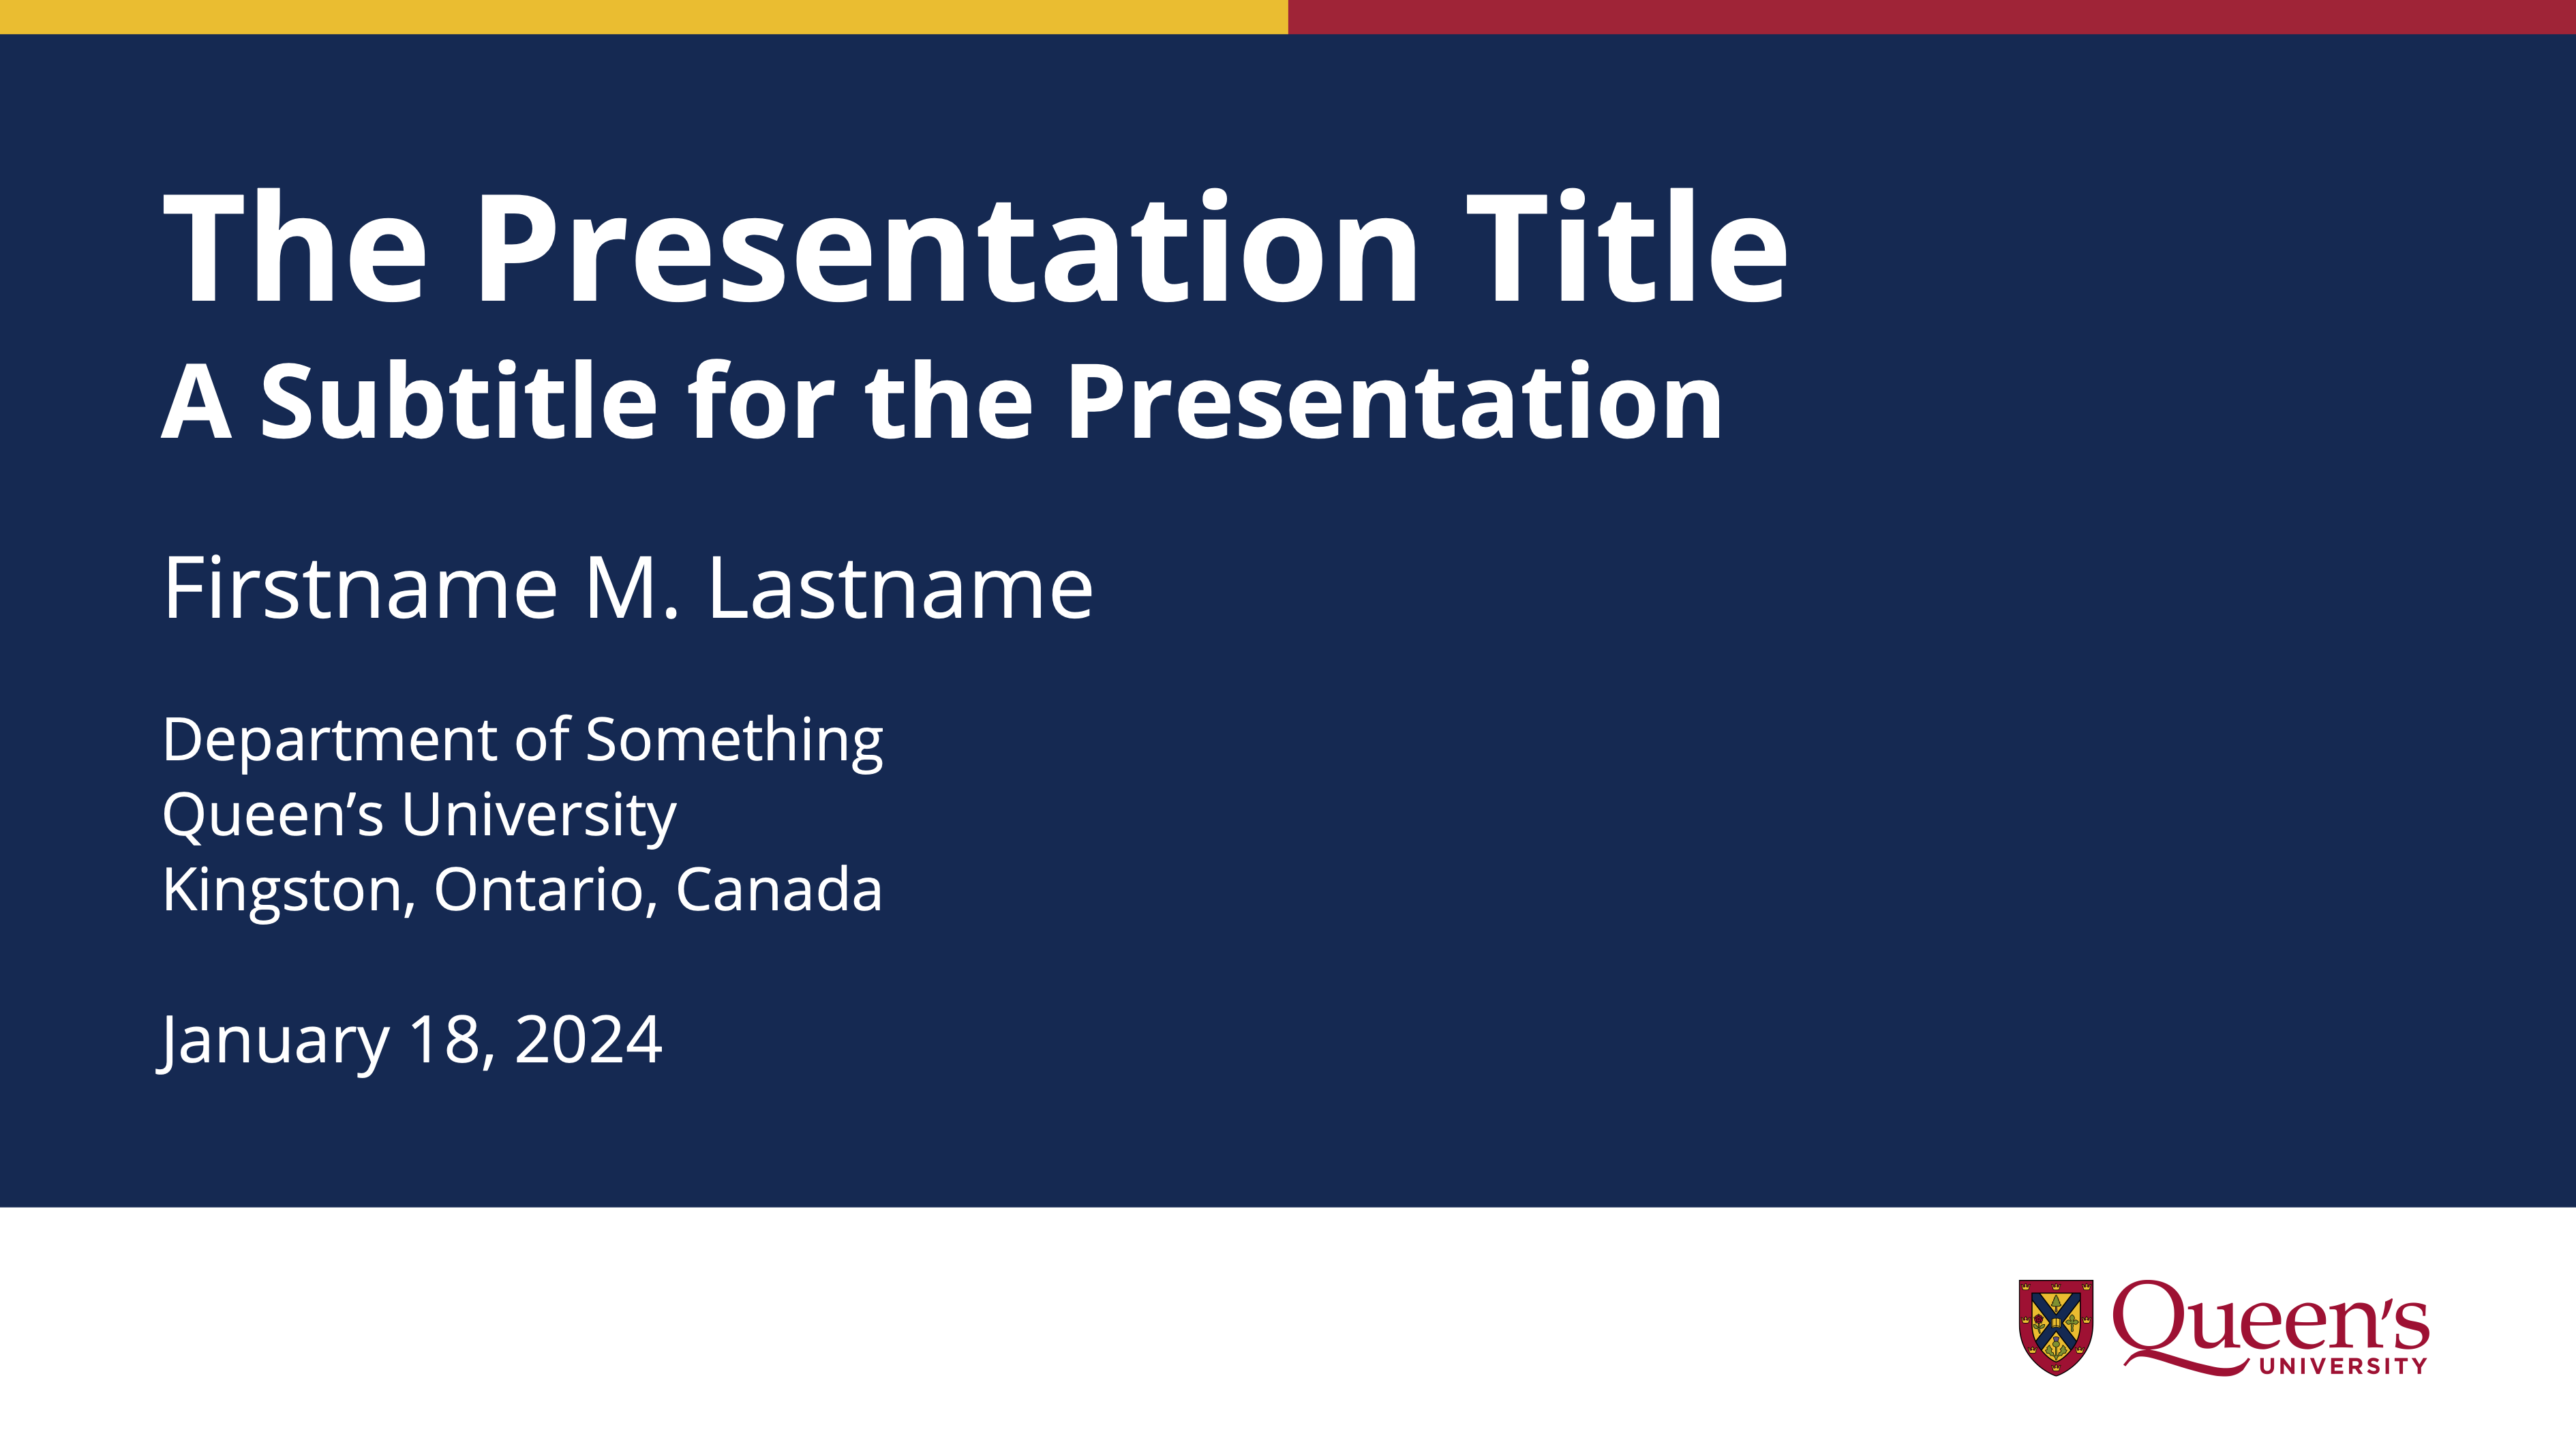 The Presentation Title
A Subtitle for the Presentation
Firstname M. Lastname
Department of Something
Queen’s University
Kingston, Ontario, Canada
January 18, 2024
Queen’s
UNIVERSITY